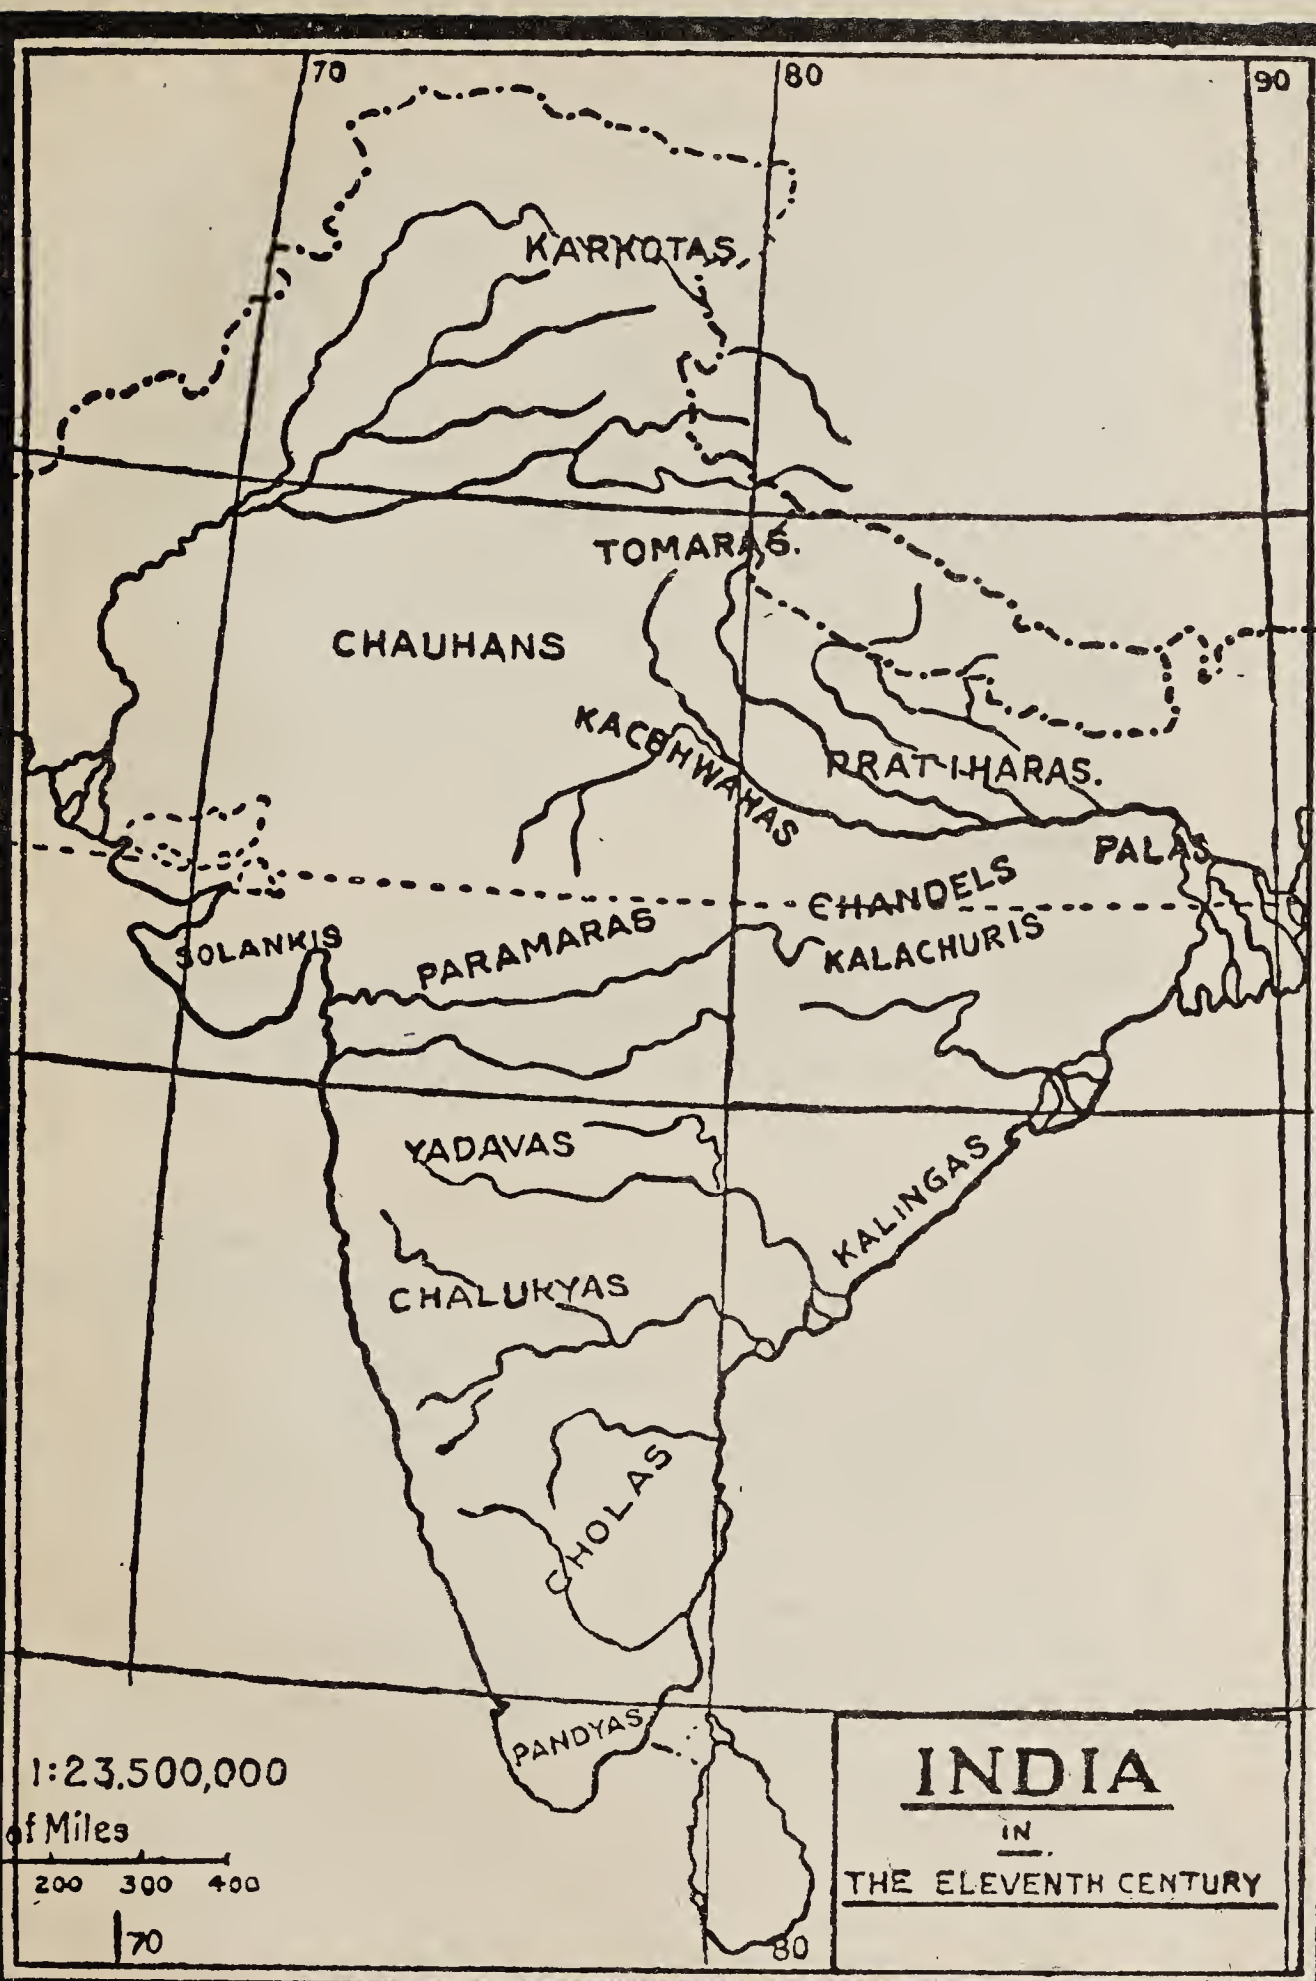 70
80
90
KARKOTAS.
TOMARAS.
CHAUHANS
KACHHWAHAS
PRATIHARAS.
PALAS
CHANDELS
SOLANKIS
PARAMARAS
KALACHURIS
YADAVAS
KALINGAS
CHALUKYAS
CHOLAS
PANDYAS
1:23.500,000
of Miles
200 300 400
70
80
INDIA
IN
THE ELEVENTH CENTURY